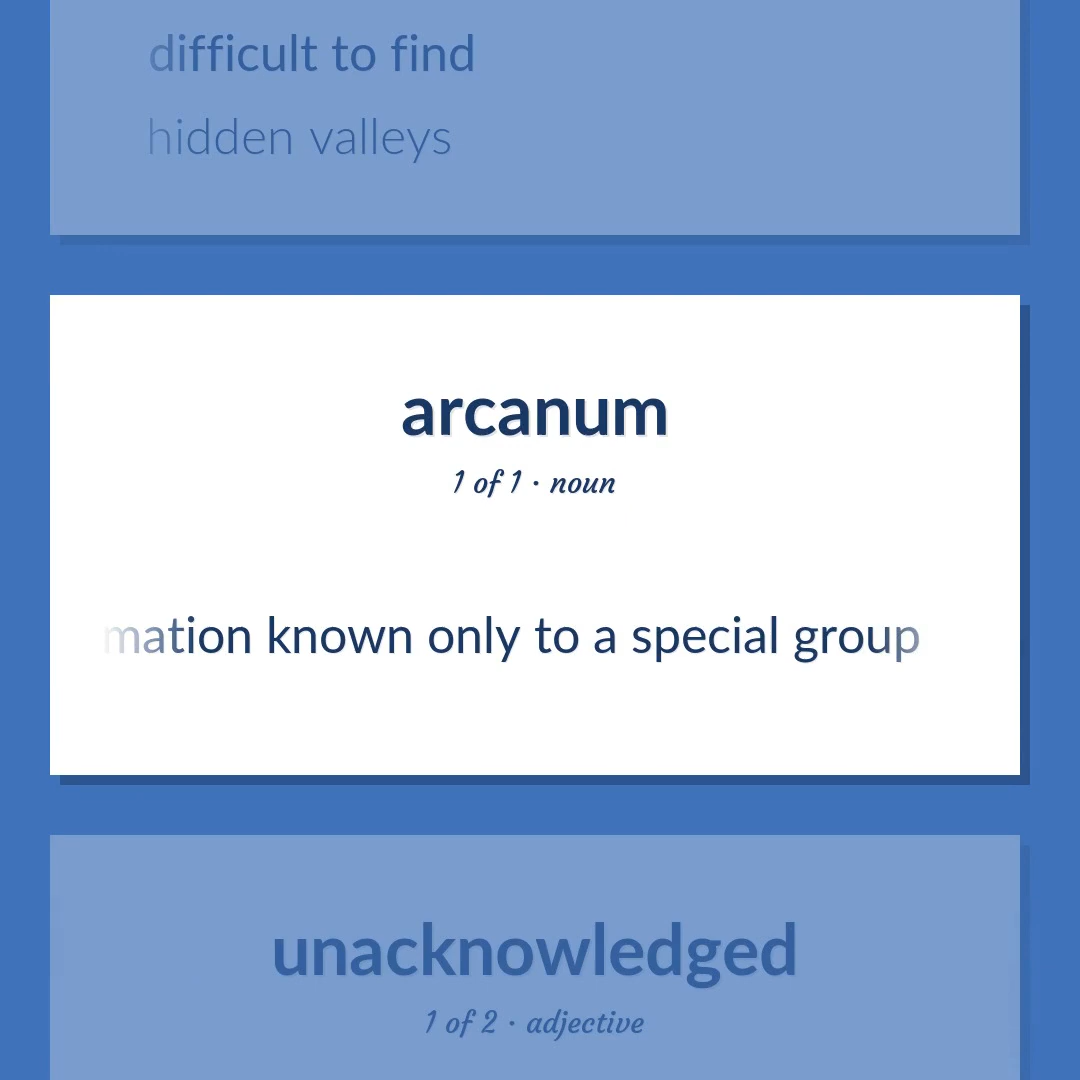 difficult to find
hidden valleys
arcanum
1 of 1 · noun
mation known only to a special group
unacknowledged
1 of 2 · adjective